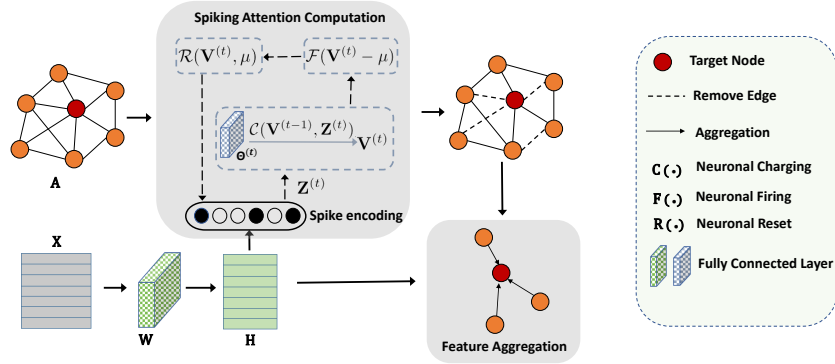 Spiking Attention Computation
R(V^(t), μ)
F(V^(t) − μ)
C(V^(t−1), Z^(t))
V^(t)
Θ^(t)
Z^(t)
Spike encoding
A
X
W
H
Feature Aggregation
Target Node
Remove Edge
Aggregation
C(.) Neuronal Charging
F(.) Neuronal Firing
R(.) Neuronal Reset
Fully Connected Layer